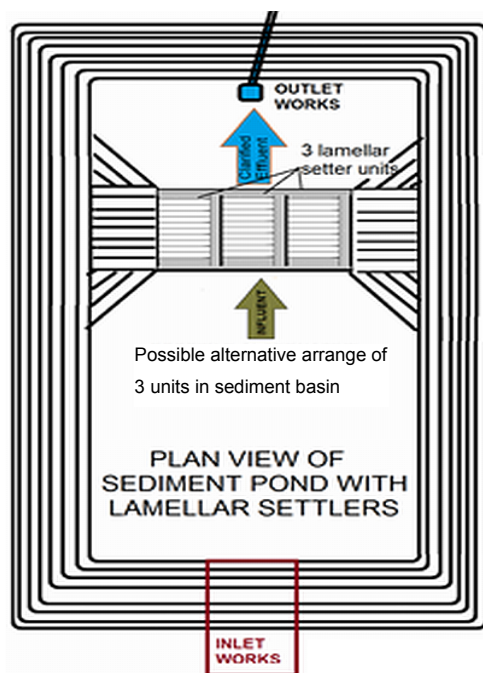 OUTLET
WORKS
Clarified
Effluent
3 lamellar
setter units
NFLUENT
Possible alternative arrange of
3 units in sediment basin
PLAN VIEW OF
SEDIMENT POND WITH
LAMELLAR SETTLERS
INLET
WORKS